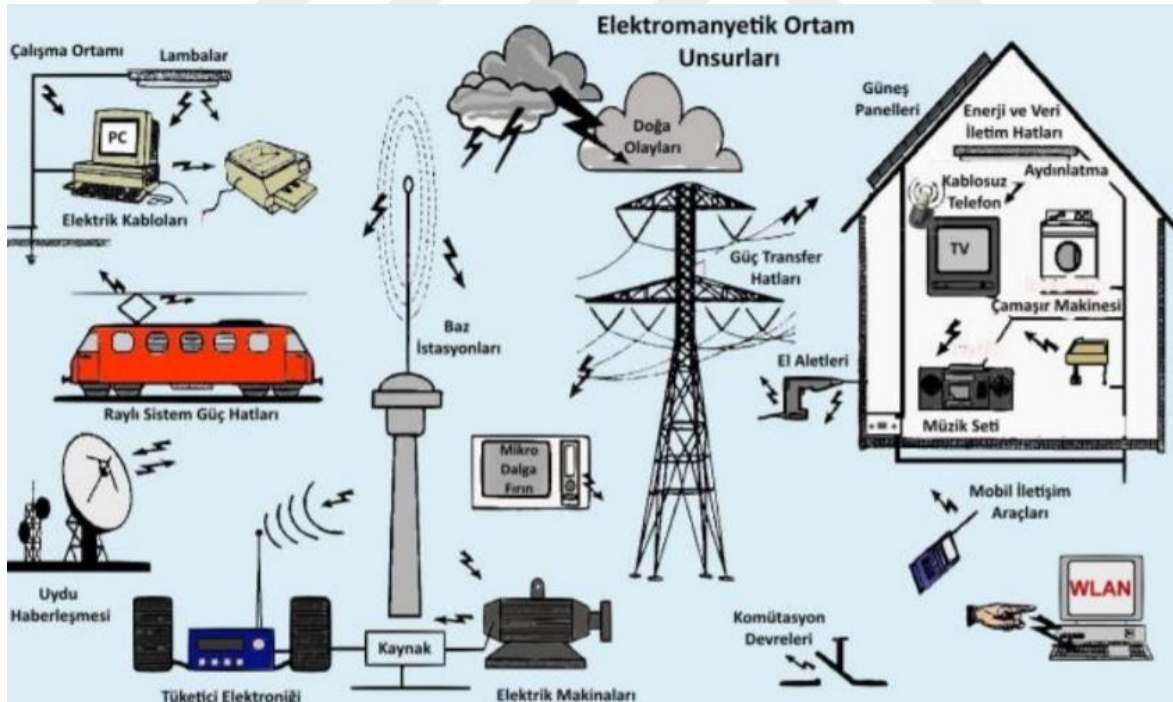 Elektromanyetik Ortam
Unsurları
Çalışma Ortamı
Lambalar
PC
Elektrik Kabloları
Doğa
Olayları
Güneş
Panelleri
Enerji ve Veri
İletim Hatları
Aydınlatma
Kablosuz
Telefon
TV
Çamaşır Makinesi
Müzik Seti
Güç Transfer
Hatları
El Aletleri
Baz
İstasyonları
Raylı Sistem Güç Hatları
Mikro
Dalga
Fırın
Mobil İletişim
Araçları
WLAN
Uydu
Haberleşmesi
Kaynak
Komütasyon
Devreleri
Tüketici Elektroniği
Elektrik Makinaları